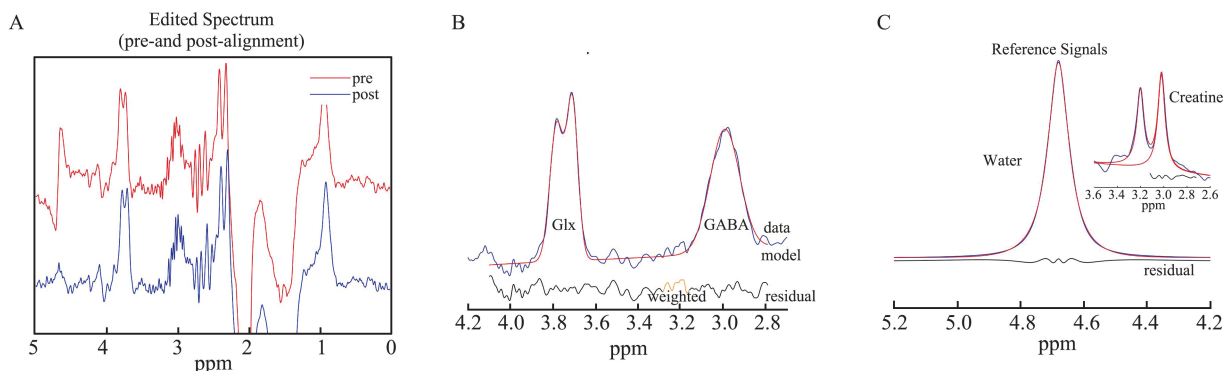 A
Edited Spectrum
(pre-and post-alignment)
pre
post
5 4 3 2 1 0
ppm
B
Glx
GABA
data
model
weighted
residual
4.2 4.0 3.8 3.6 3.4 3.2 3.0 2.8
ppm
C
Reference Signals
Creatine
Water
3.6 3.4 3.2 3.0 2.8 2.6
ppm
residual
5.2 5.0 4.8 4.6 4.4 4.2
ppm